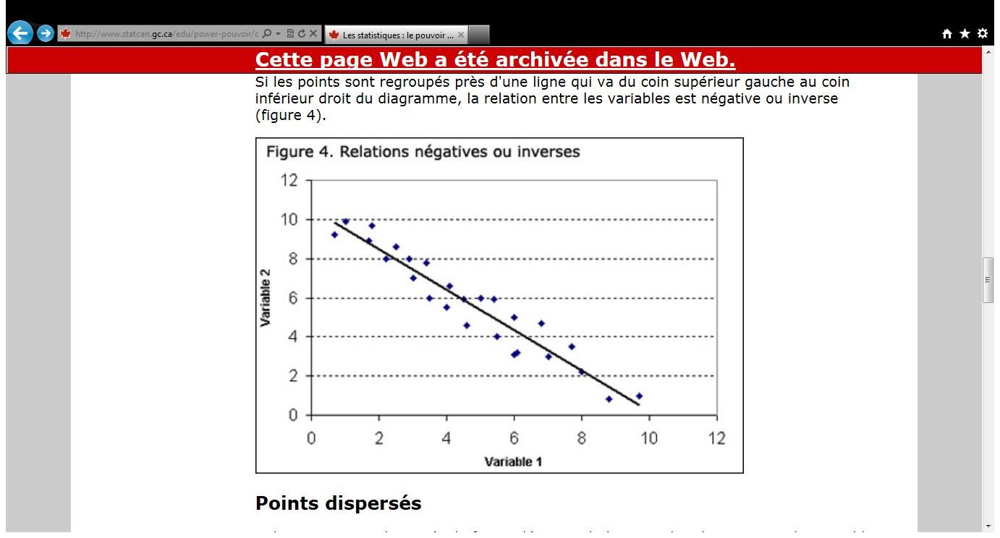 http://www.statcan.gc.ca/edu/power-pouvoir/c
Les statistiques : le pouvoir ...
Cette page Web a été archivée dans le Web.
Si les points sont regroupés près d'une ligne qui va du coin supérieur gauche au coin
inférieur droit du diagramme, la relation entre les variables est négative ou inverse
(figure 4).
Figure 4. Relations négatives ou inverses
12
10
8
6
4
2
0
Variable 2
0 2 4 6 8 10 12
Variable 1
Points dispersés